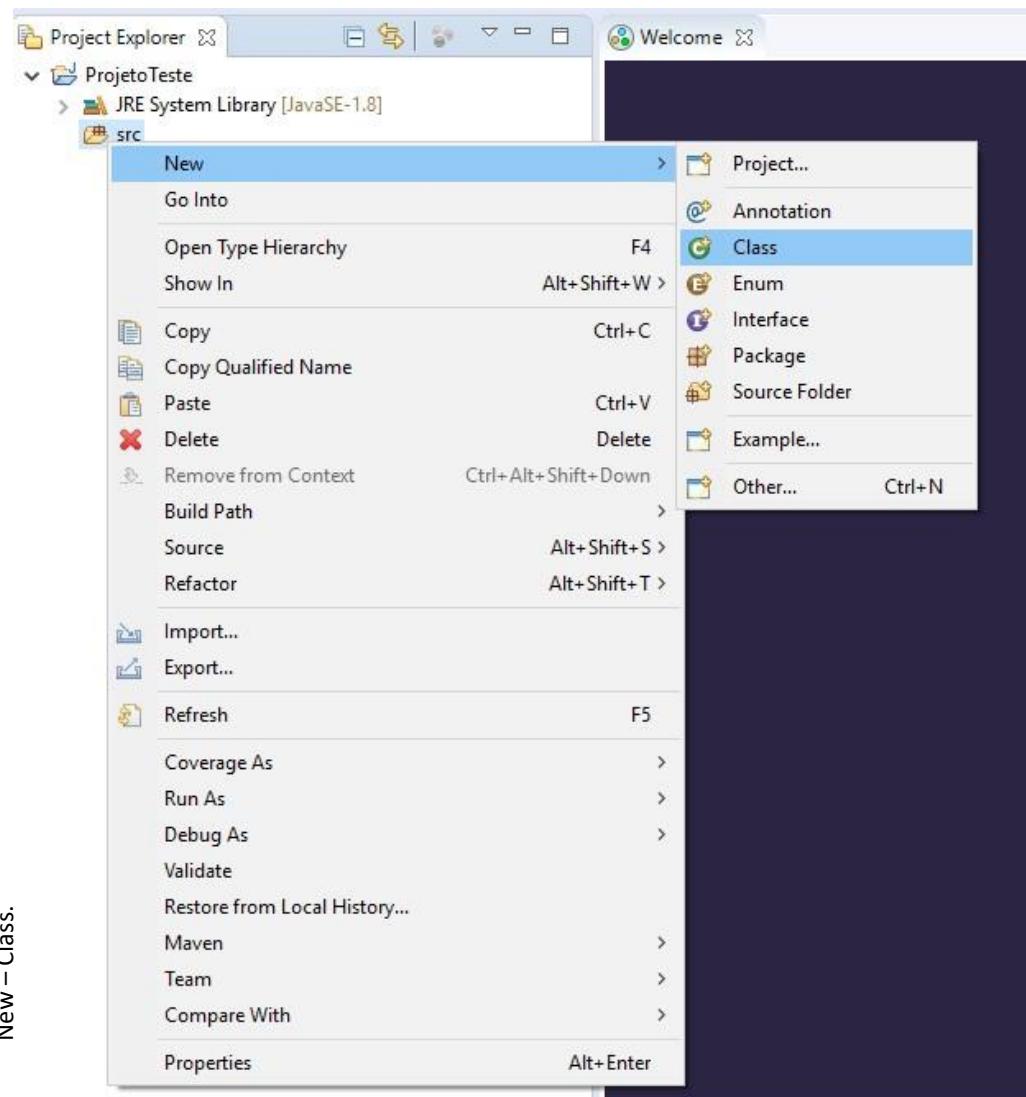 Project Explorer
Welcome
ProjetoTeste
JRE System Library [JavaSE-1.8]
src
New
Go Into
Open Type Hierarchy F4
Show In Alt+Shift+W
Copy Ctrl+C
Copy Qualified Name
Paste Ctrl+V
Delete Delete
Remove from Context Ctrl+Alt+Shift+Down
Build Path
Source Alt+Shift+S
Refactor Alt+Shift+T
Import...
Export...
Refresh F5
Coverage As
Run As
Debug As
Validate
Restore from Local History...
Maven
Team
Compare With
Properties Alt+Enter
Project...
Annotation
Class
Enum
Interface
Package
Source Folder
Example...
Other... Ctrl+N
New – Class.